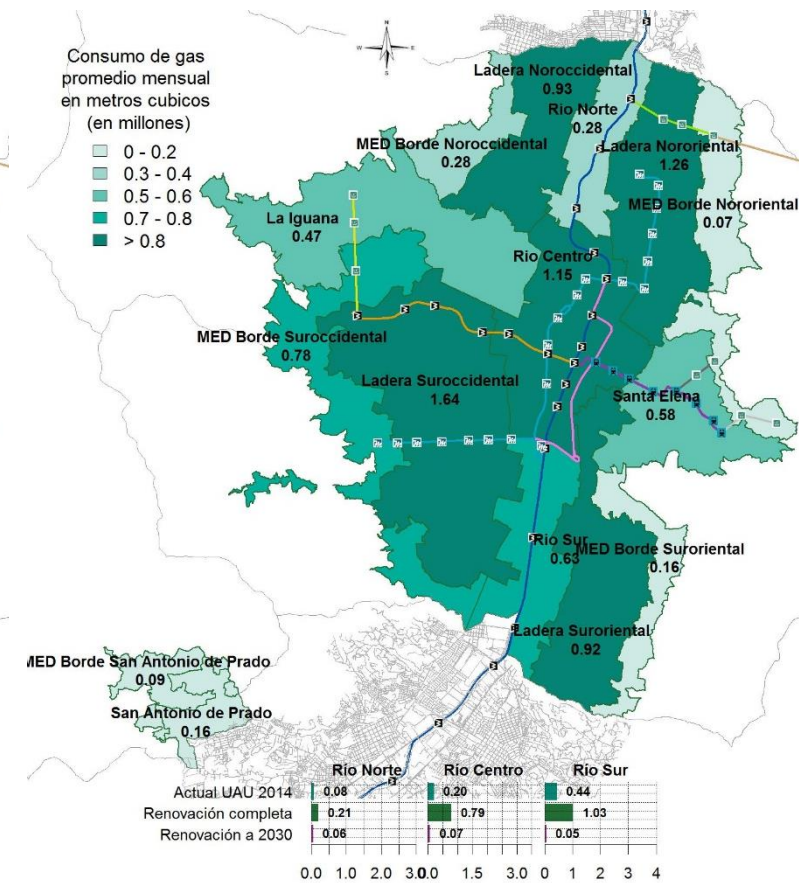 Consumo de gas
promedio mensual
en metros cubicos
(en millones)
0 - 0.2
0.3 - 0.4
0.5 - 0.6
0.7 - 0.8
> 0.8
N
W E
S
Ladera Noroccidental
0.93
Rio Norte
0.28
MED Borde Noroccidental
0.28
Ladera Nororiental
1.26
MED Borde Nororiental
0.07
La Iguana
0.47
Rio Centro
1.15
MED Borde Suroccidental
0.78
Ladera Suroccidental
1.64
Santa Elena
0.58
Rio Sur
0.63
MED Borde Suroriental
0.16
Ladera Suroriental
0.92
MED Borde San Antonio de Prado
0.09
San Antonio de Prado
0.16
Rio Norte Rio Centro Rio Sur
Actual UAU 2014 0.08 0.20 0.44
Renovación completa 0.21 0.79 1.03
Renovación a 2030 0.06 0.07 0.05
0.0 1.0 2.0 3.0 0.0 1.5 3.0 0 1 2 3 4